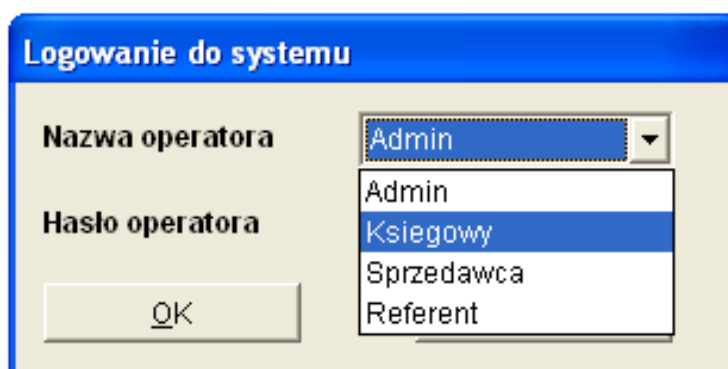 Logowanie do systemu
Nazwa operatora Admin
Admin
Hasło operatora Ksiegowy
Sprzedawca
OK Referent